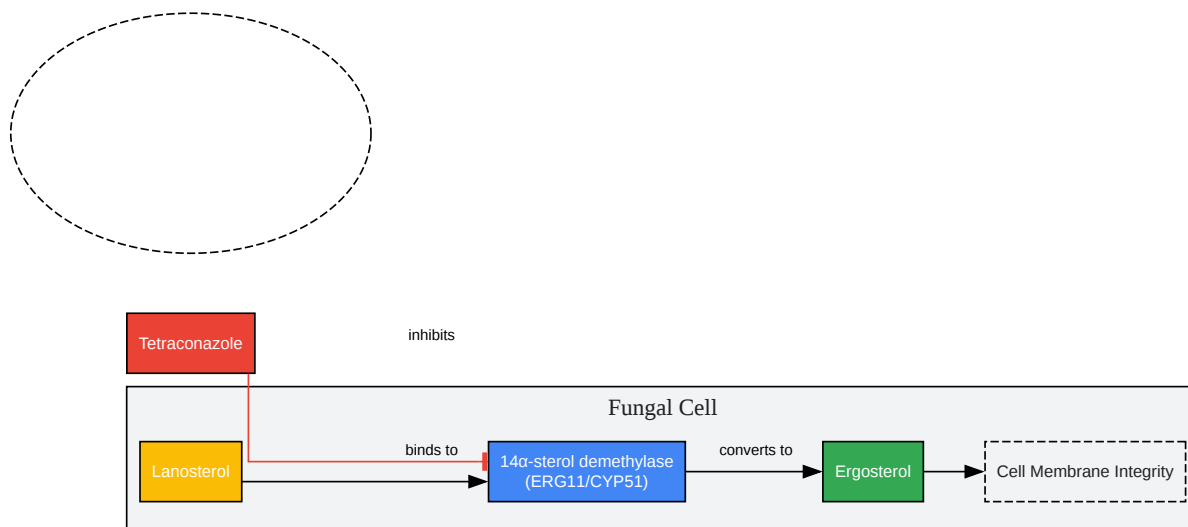 Tetraconazole
inhibits
Fungal Cell
Lanosterol
binds to
14α-sterol demethylase
(ERG11/CYP51)
converts to
Ergosterol
Cell Membrane Integrity